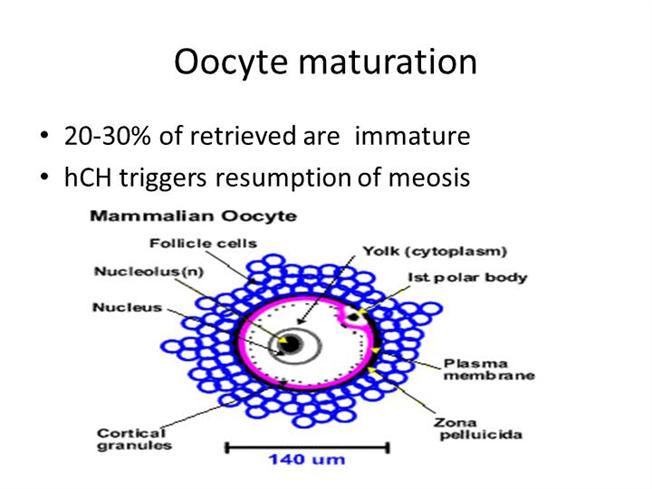 Oocyte maturation
• 20-30% of retrieved are immature
• hCH triggers resumption of meosis
Mammalian Oocyte
Follicle cells
Yolk (cytoplasm)
Nucleolus(n)
Ist polar body
Nucleus
Plasma
membrane
Zona
pelluicida
Cortical
granules
140 um